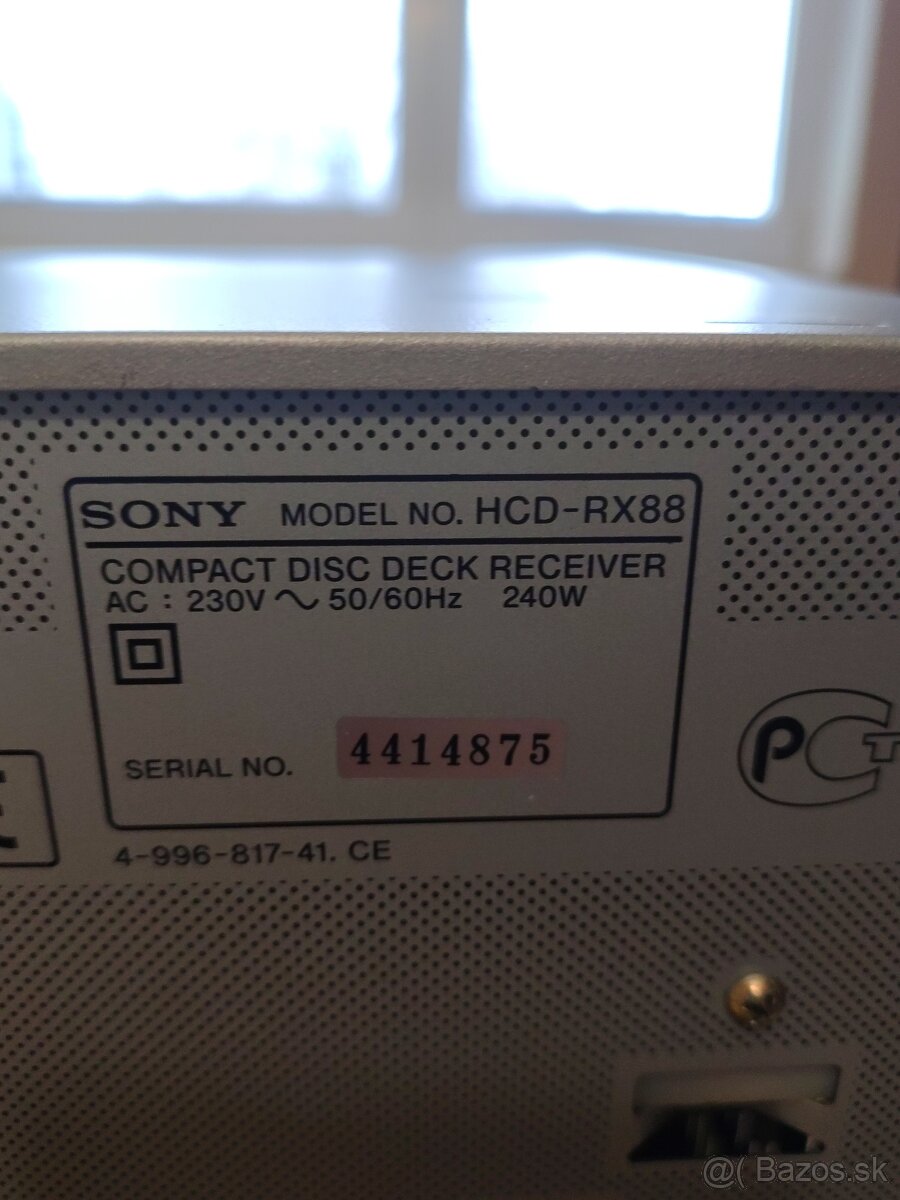 SONY MODEL NO. HCD-RX88
COMPACT DISC DECK RECEIVER
AC : 230V ~ 50/60Hz 240W
SERIAL NO. 4414875
4-996-817-41. CE
@( Bazos.sk